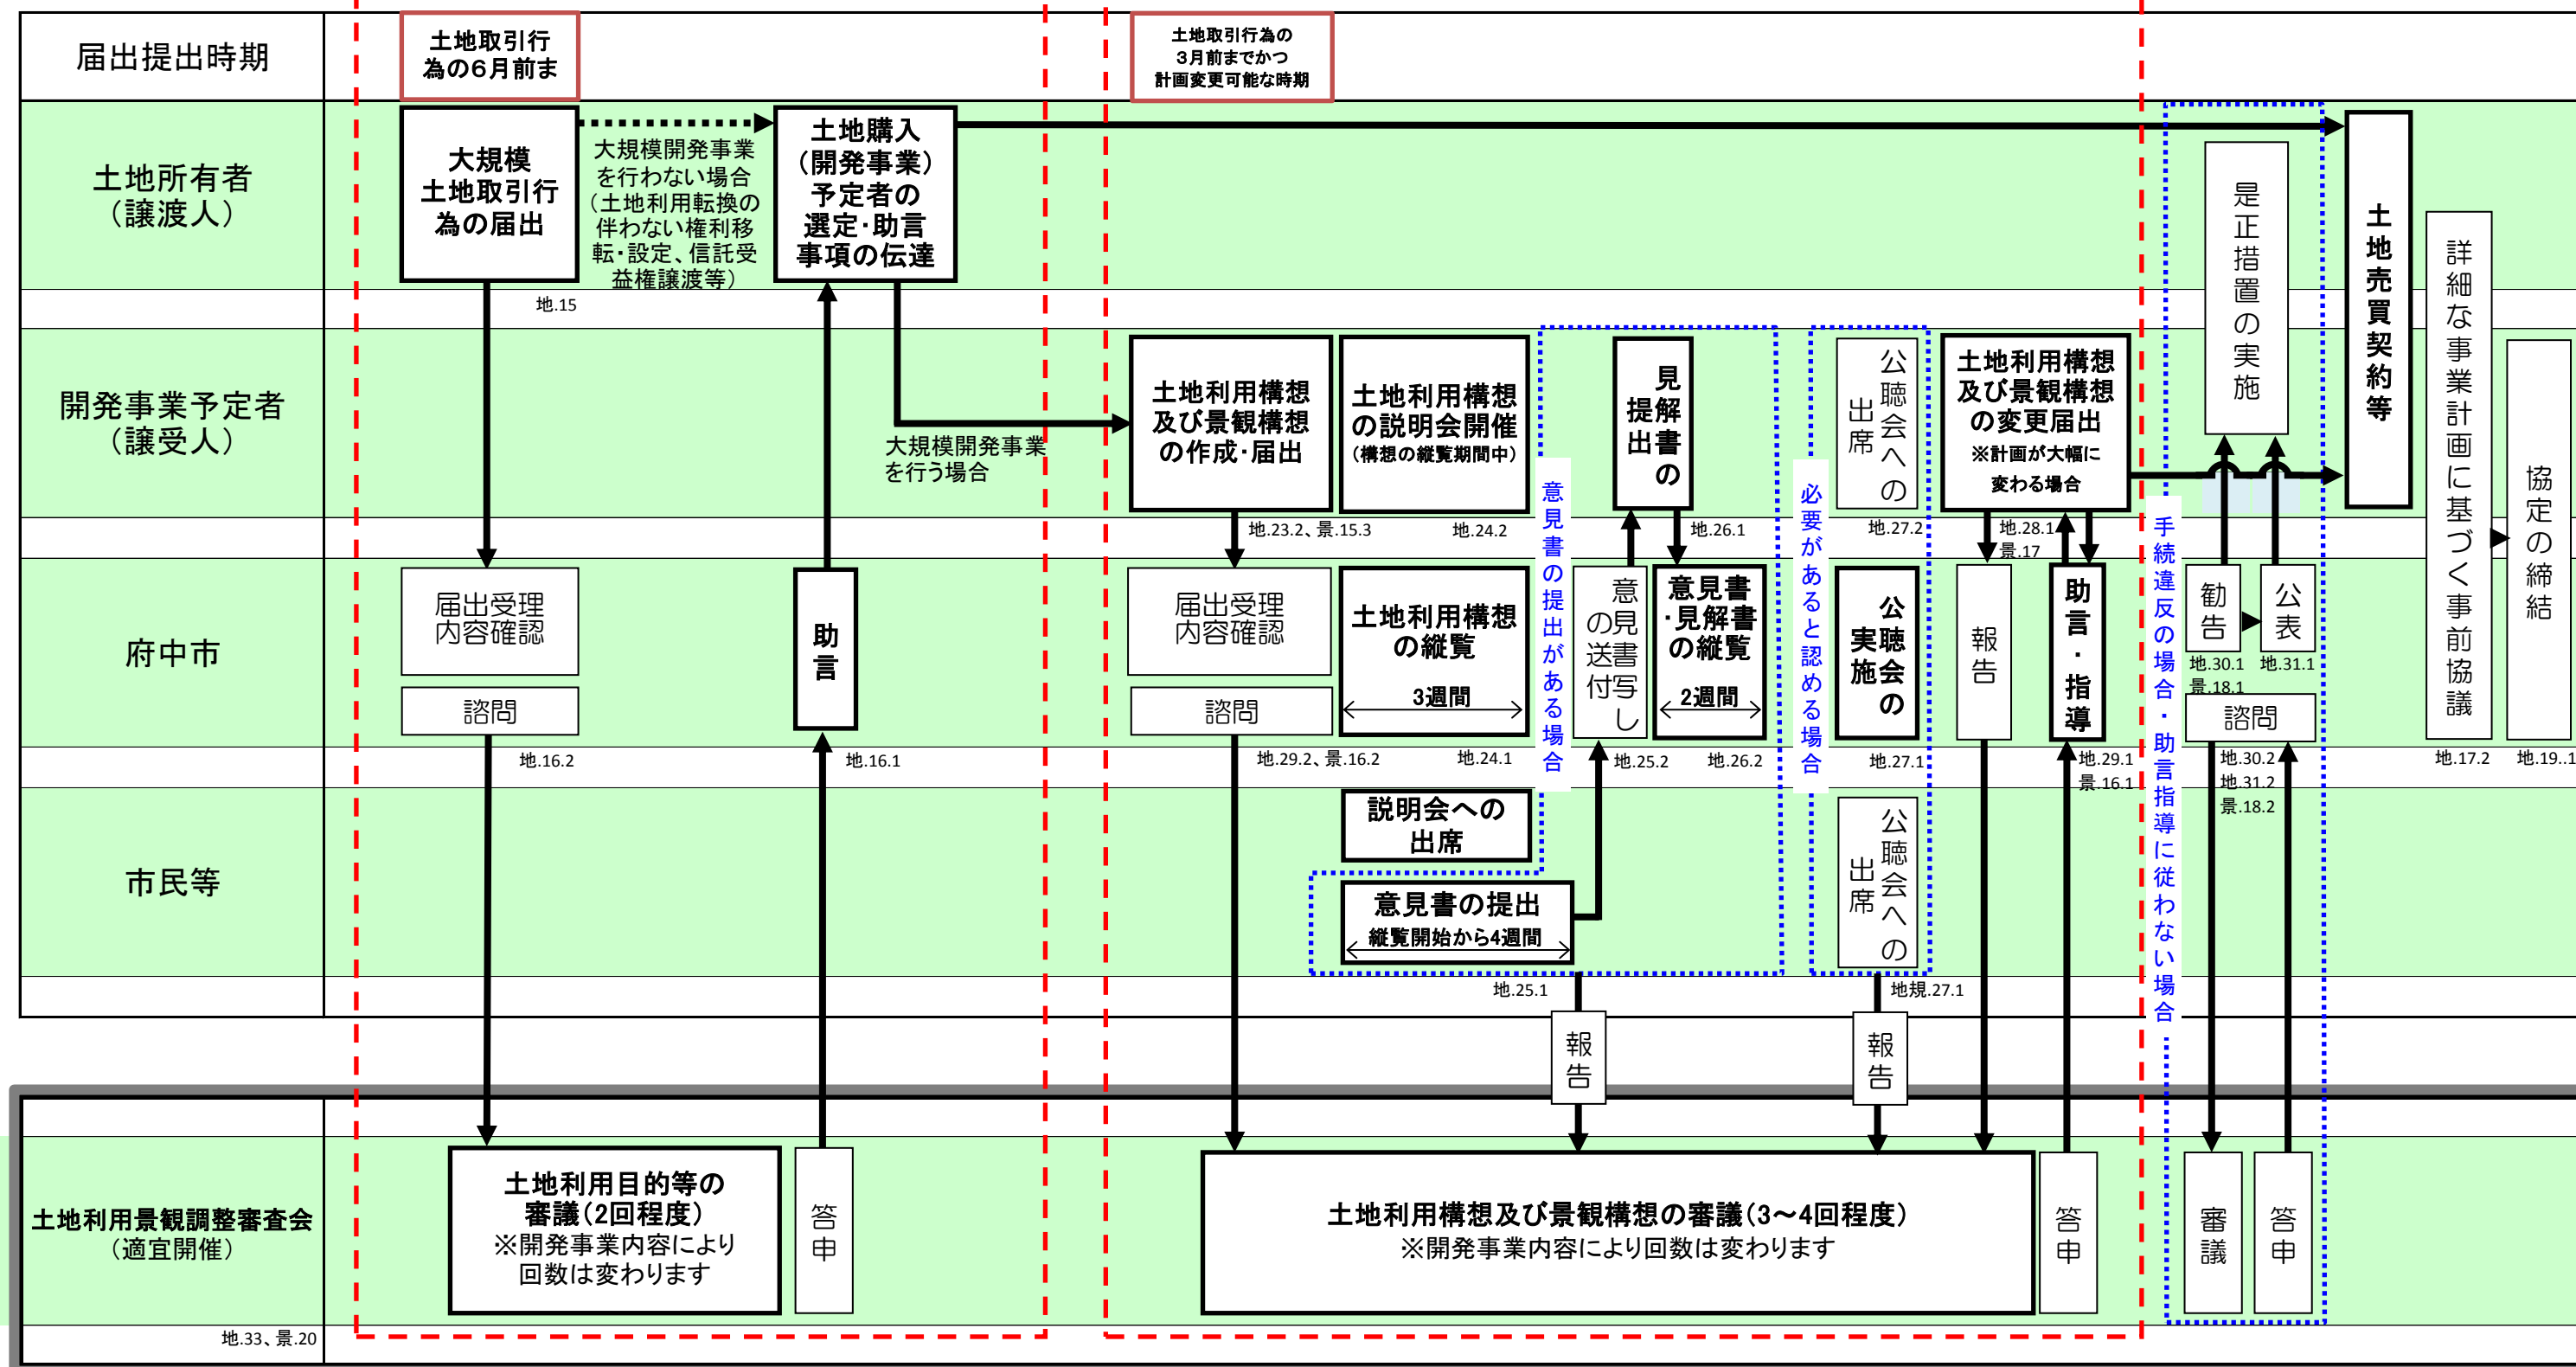 届出提出時期
土地取引行
為の６月前ま
土地取引行為の
３月前までかつ
計画変更可能な時期
土地所有者
（譲渡人）
大規模
土地取引行
為の届出
大規模開発事業
を行わない場合
（土地利用転換の
伴わない権利移
転・設定、信託受
益権譲渡等）
土地購入
（開発事業）
予定者の
選定・助言
事項の伝達
是正措置の実施
土地売買契約等
地.15
開発事業予定者
（譲受人）
大規模開発事業
を行う場合
土地利用構想
及び景観構想
の作成・届出
土地利用構想
の説明会開催
（構想の縦覧期間中）
見解書の
提出
公聴会への
出席
土地利用構想
及び景観構想
の変更届出
※計画が大幅に
変わる場合
地.23.2、景.15.3
地.24.2
地.26.1
地.27.2
地.28.1
景.17
意見書の提出がある場合
必要があると認める場合
手続違反の場合・助言指導に従わない場合
詳細な事業計画に基づく事前協議
協定の締結
府中市
届出受理
内容確認
諮問
助言
届出受理
内容確認
諮問
土地利用構想
の縦覧
3週間
意見書写し
の送付
意見書
・見解書
の縦覧
2週間
公聴会の
実施
報告
助言・指導
勧告
公表
地.30.1
景.18.1
地.31.1
諮問
地.16.2
地.16.1
地.29.2、景.16.2
地.24.1
地.25.2
地.26.2
地.27.1
地.29.1
景.16.1
地.30.2
地.31.2
景.18.2
地.17.2
地.19..1
市民等
説明会への
出席
意見書の提出
縦覧開始から4週間
公聴会への
出席
地.25.1
地規.27.1
報告
報告
土地利用景観調整審査会
（適宜開催）
土地利用目的等の
審議（2回程度）
※開発事業内容により
回数は変わります
答申
土地利用構想及び景観構想の審議（3～4回程度）
※開発事業内容により回数は変わります
答申
審議
答申
地.33、景.20